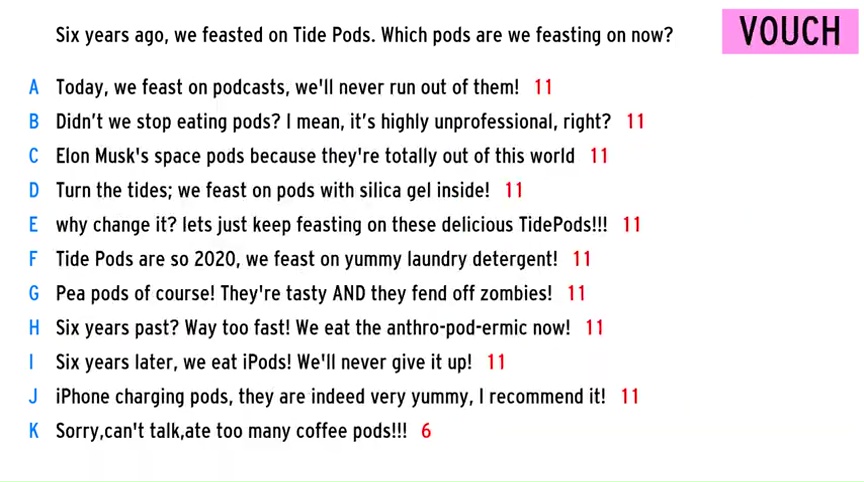 Six years ago, we feasted on Tide Pods. Which pods are we feasting on now?
VOUCH
A Today, we feast on podcasts, we'll never run out of them! 11
B Didn’t we stop eating pods? I mean, it’s highly unprofessional, right? 11
C Elon Musk's space pods because they're totally out of this world 11
D Turn the tides; we feast on pods with silica gel inside! 11
E why change it? lets just keep feasting on these delicious TidePods!!! 11
F Tide Pods are so 2020, we feast on yummy laundry detergent! 11
G Pea pods of course! They're tasty AND they fend off zombies! 11
H Six years past? Way too fast! We eat the anthro-pod-ermic now! 11
I Six years later, we eat iPods! We'll never give it up! 11
J iPhone charging pods, they are indeed very yummy, I recommend it! 11
K Sorry,can't talk,ate too many coffee pods!!! 6